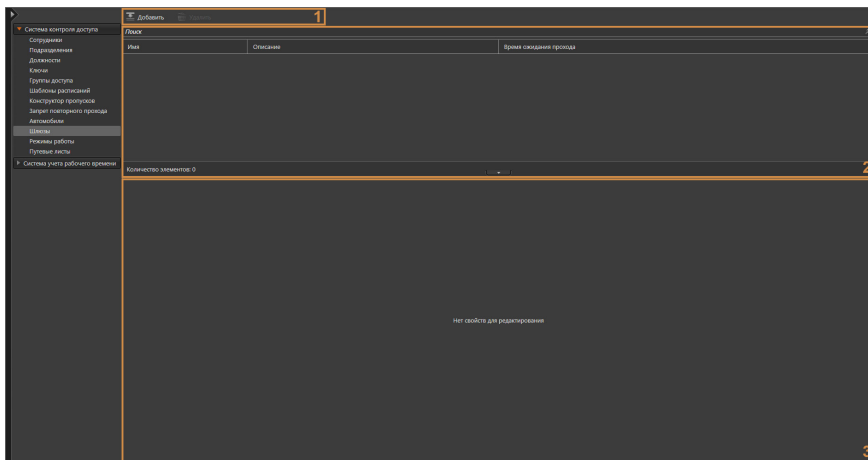 Добавить Удалить 1
Система контроля доступа
Сотрудники
Подразделения
Должности
Ключи
Группы доступа
Шаблоны расписаний
Конструктор пропусков
Запрет повторного прохода
Автомобили
Шлюзы
Режимы работы
Путевые листы
Система учета рабочего времени
Поиск
Имя Описание Время ожидания прохода
Количество элементов: 0
2
Нет свойств для редактирования
3